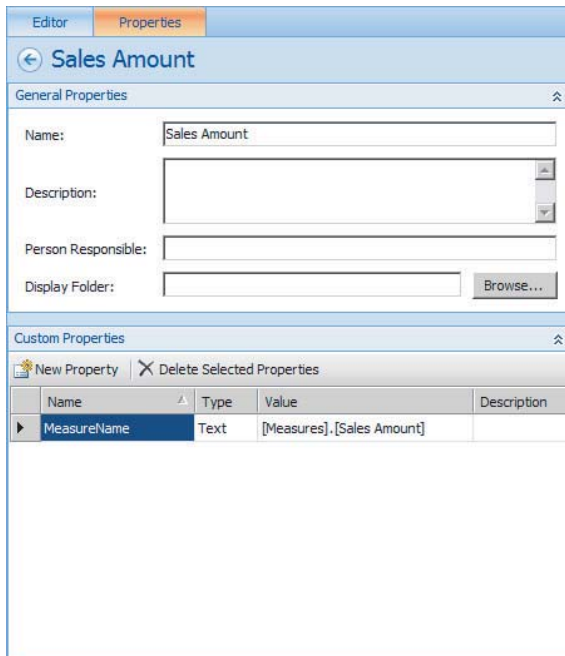 Editor Properties
Sales Amount
General Properties
Name: Sales Amount
Description:
Person Responsible:
Display Folder: Browse...
Custom Properties
New Property Delete Selected Properties
Name Type Value Description
MeasureName Text [Measures].[Sales Amount]